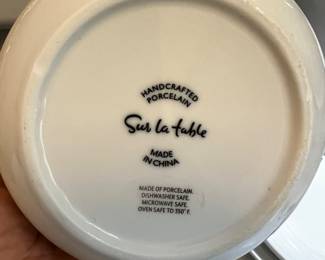 HANDCRAFTED
PORCELAIN
Sur la table
MADE
IN CHINA
MADE OF PORCELAIN.
DISHWASHER SAFE.
MICROWAVE SAFE.
OVEN SAFE TO 350° F.